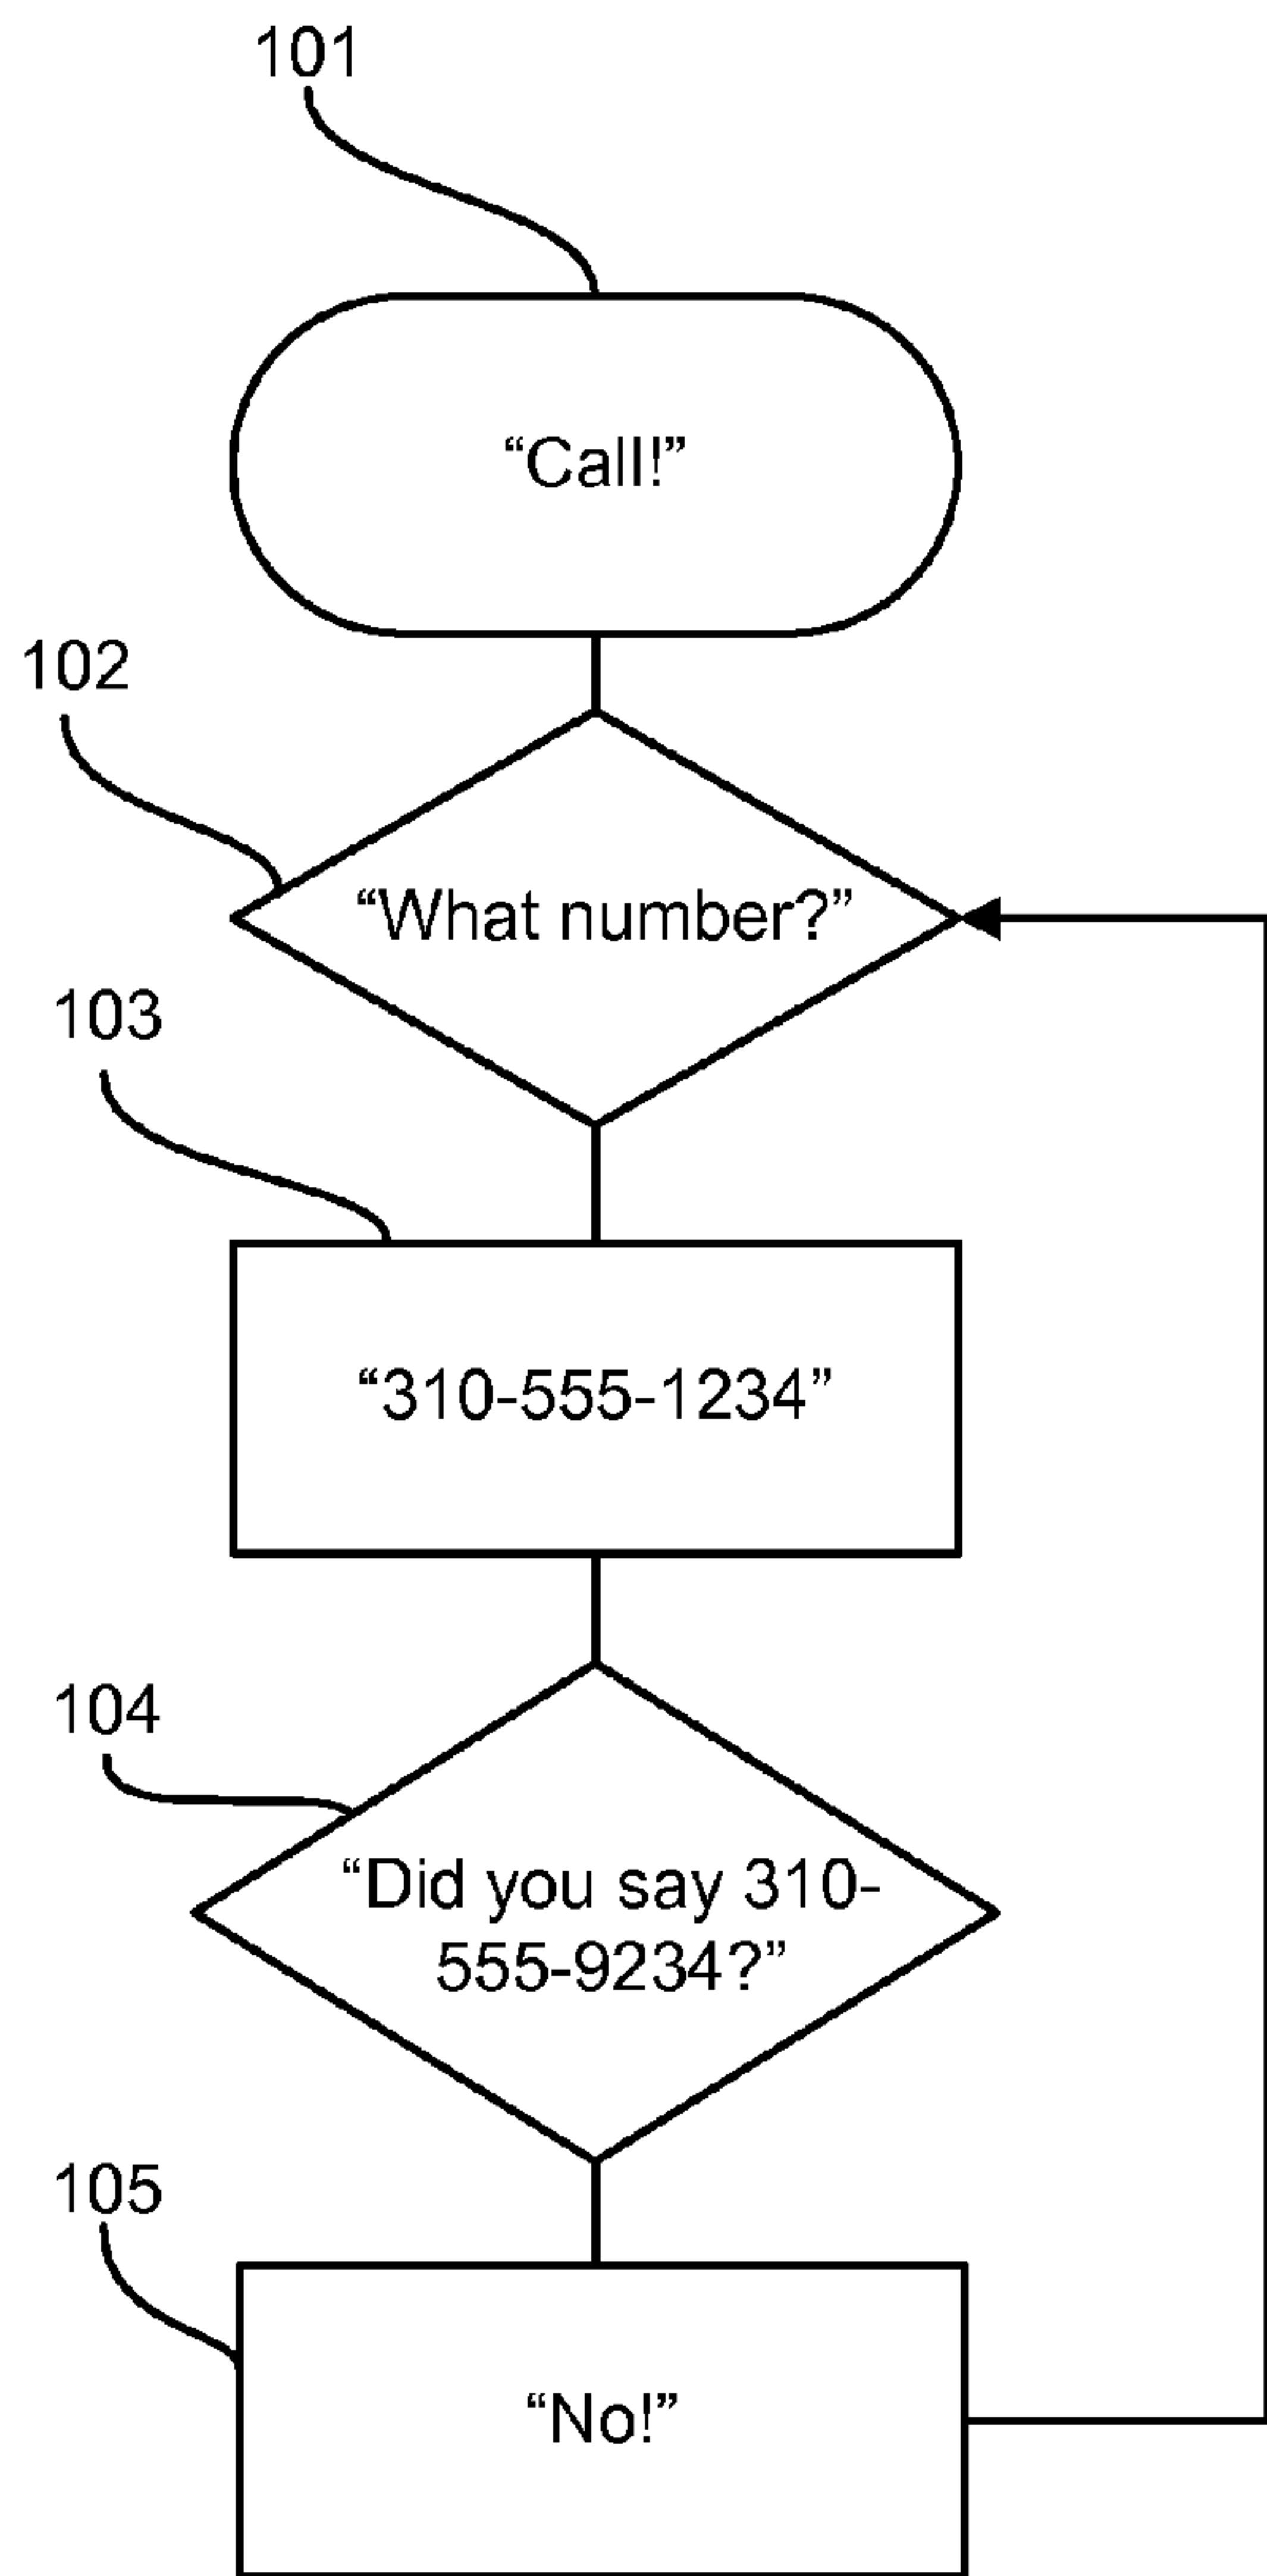 101
“Call!”
102
“What number?”
103
“310-555-1234”
104
“Did you say 310-
555-9234?”
105
“No!”